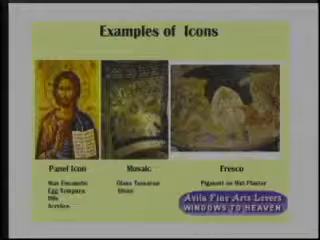 Examples of Icons
Panel Icon
Mosaic
Fresco
Wax Encaustic
Egg Tempera
Oils
Acrylics
Glass Tesserae
Pigment on Wet Plaster
Avila Fine Arts Lovers
WINDOWS TO HEAVEN